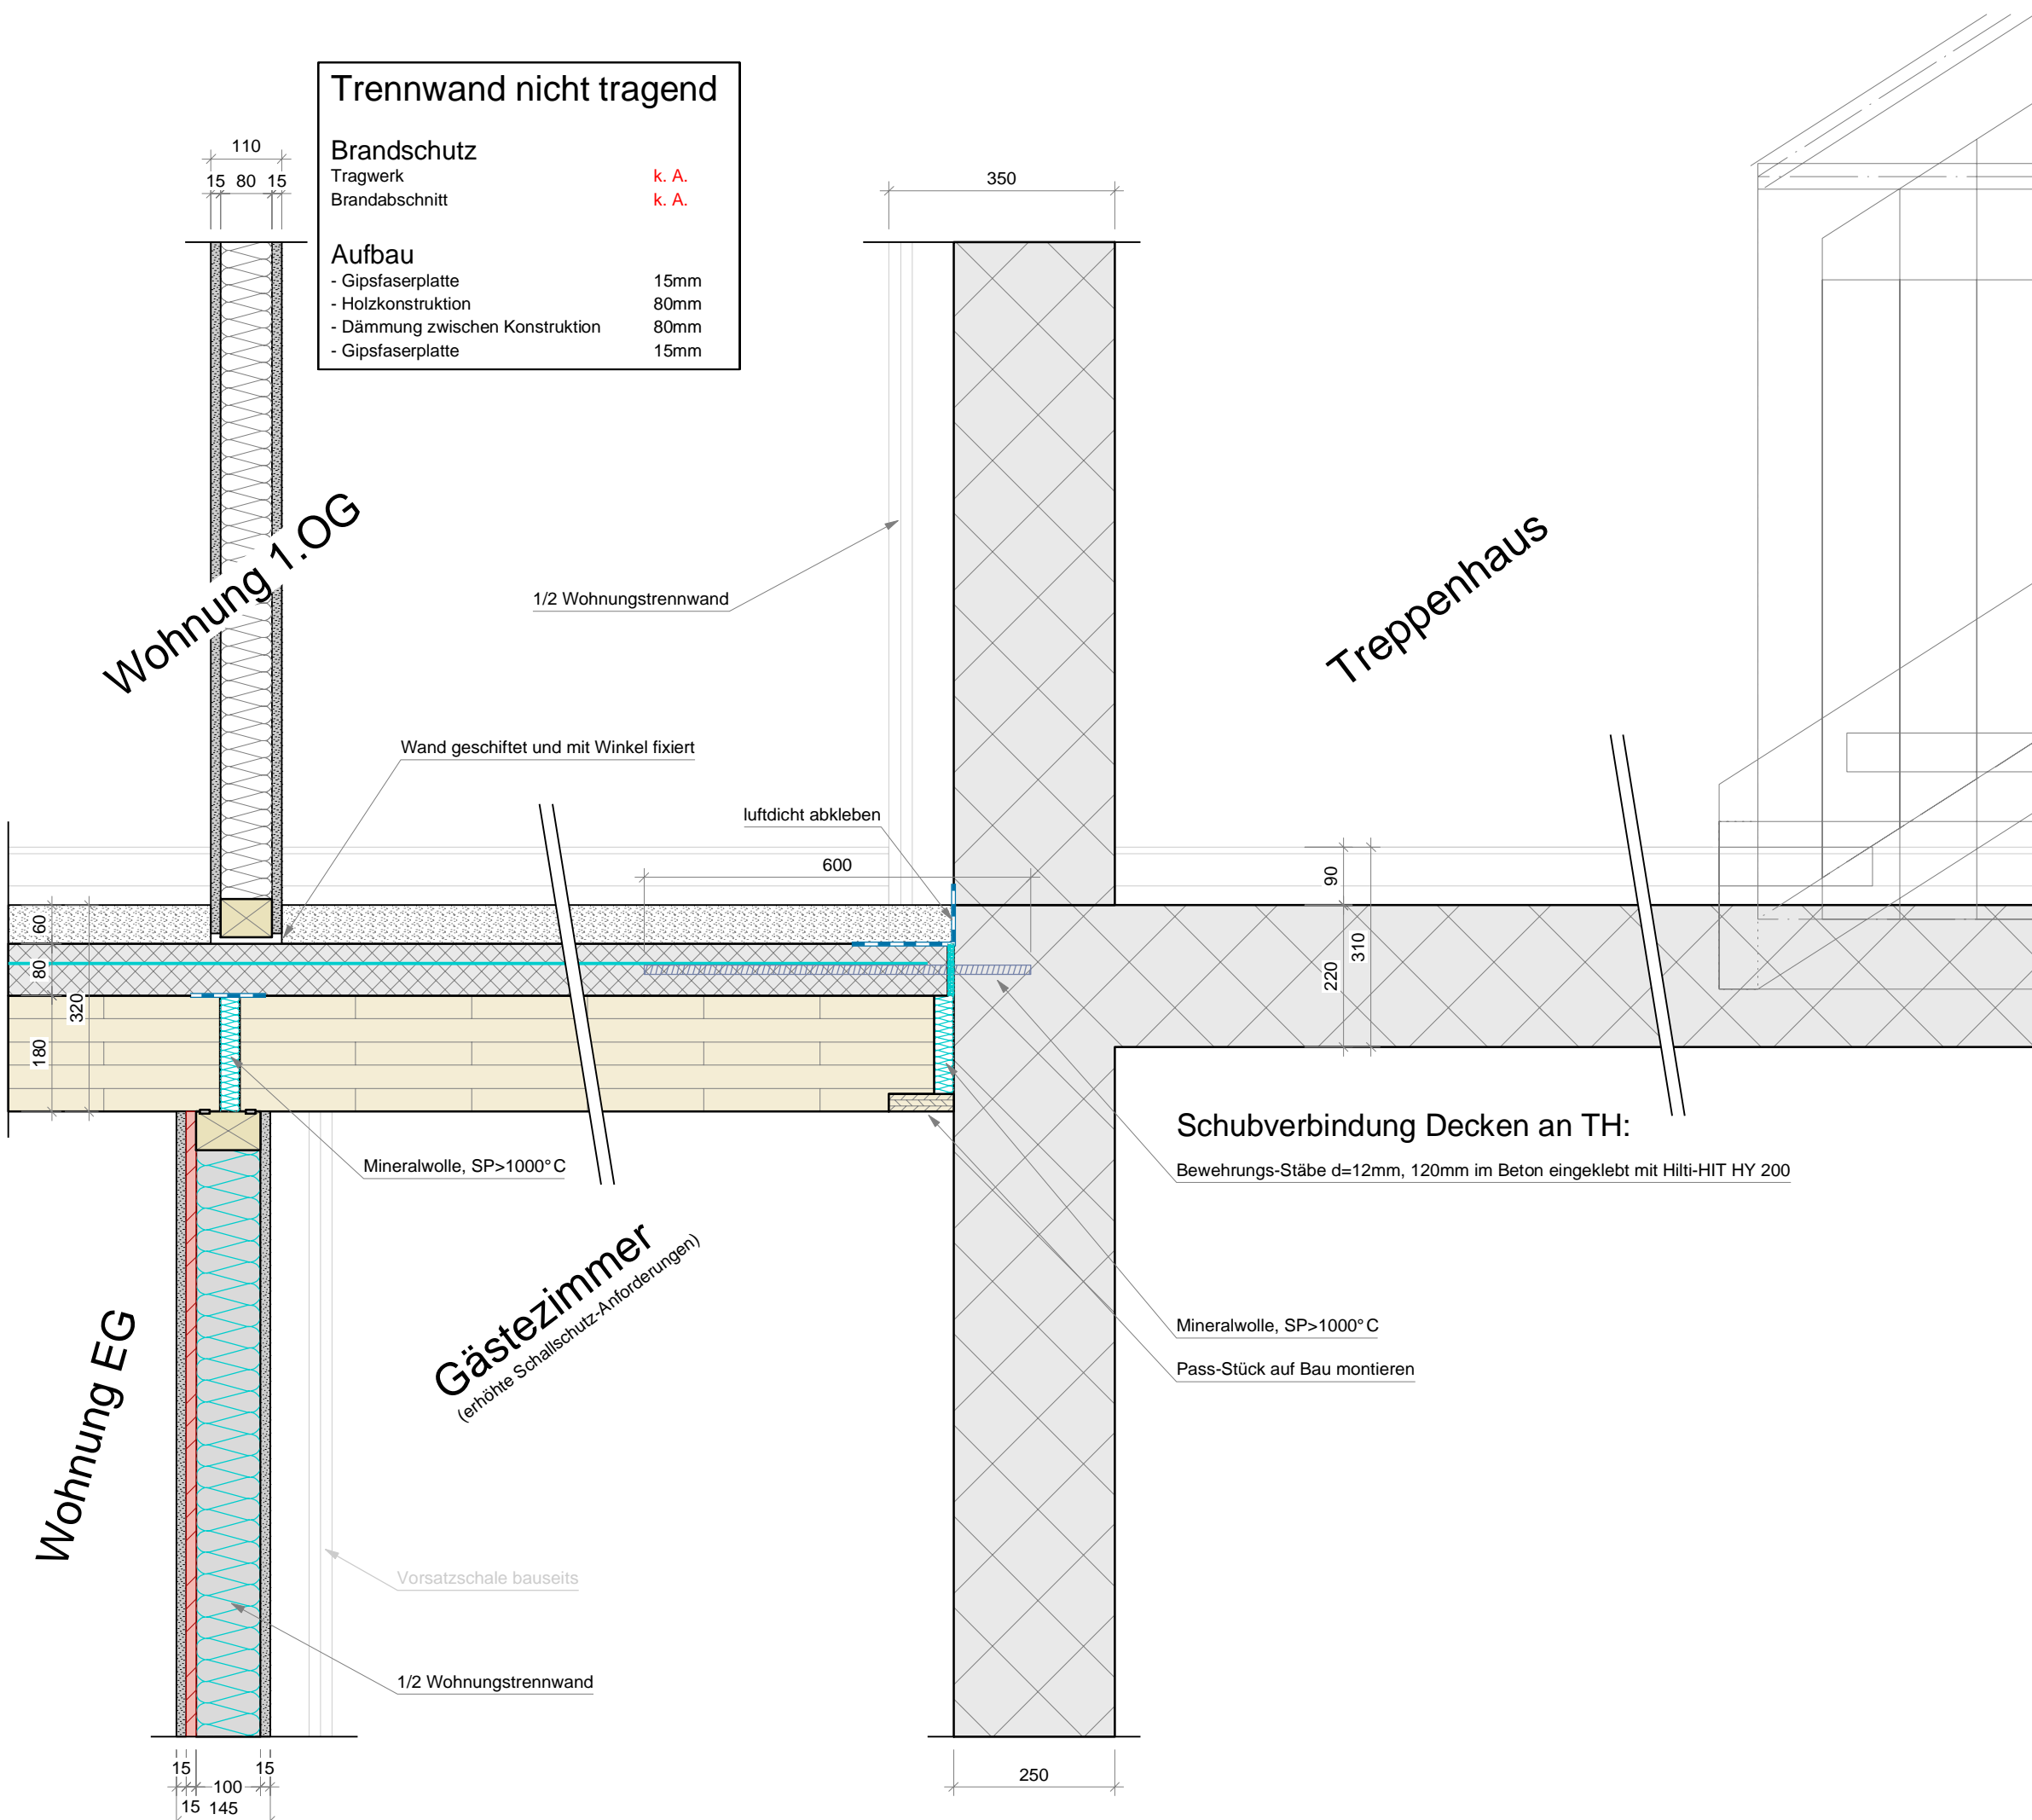 Trennwand nicht tragend
Brandschutz
Tragwerk k. A.
Brandabschnitt k. A.
Aufbau
- Gipsfaserplatte 15mm
- Holzkonstruktion 80mm
- Dämmung zwischen Konstruktion 80mm
- Gipsfaserplatte 15mm
110
15 80 15
350
Wohnung 1.OG
1/2 Wohnungstrennwand
Treppenhaus
Wand geschiftet und mit Winkel fixiert
luftdicht abkleben
600
60
80
320
180
90
310
220
Schubverbindung Decken an TH:
Bewehrungs-Stäbe d=12mm, 120mm im Beton eingeklebt mit Hilti-HIT HY 200
Mineralwolle, SP>1000°C
Gästezimmer
(erhöhte Schallschutz-Anforderungen)
Wohnung EG
Mineralwolle, SP>1000°C
Pass-Stück auf Bau montieren
Vorsatzschale bauseits
1/2 Wohnungstrennwand
15 15
100
15 145
250